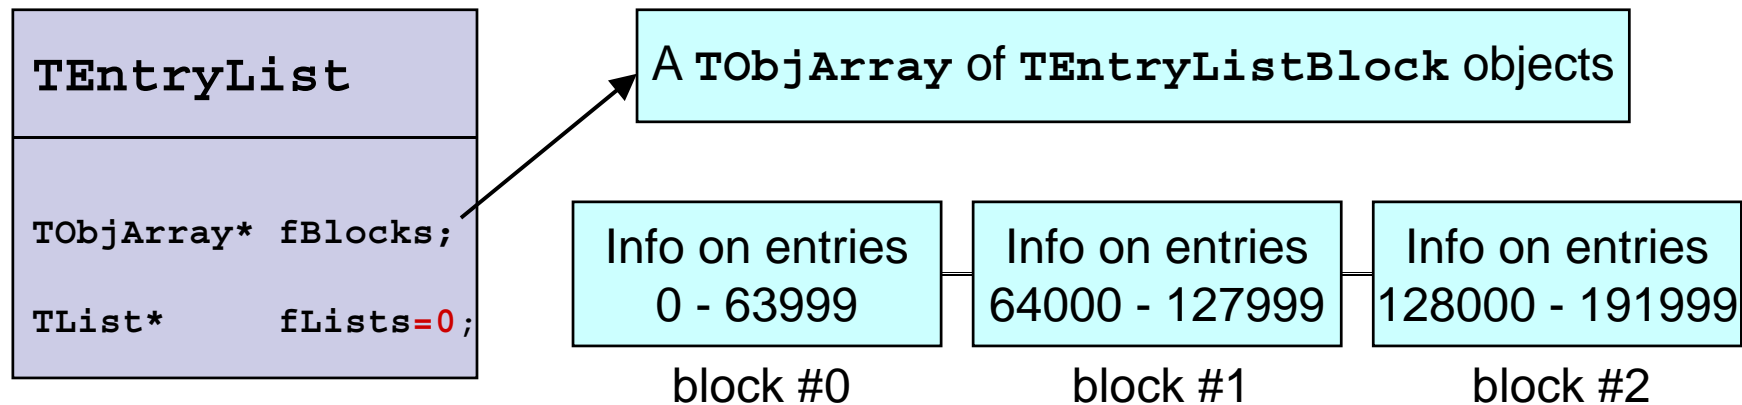 TEntryList
TObjArray* fBlocks;
TList* fLists=0;
A TObjArray of TEntryListBlock objects
Info on entries
0 - 63999
block #0
Info on entries
64000 - 127999
block #1
Info on entries
128000 - 191999
block #2